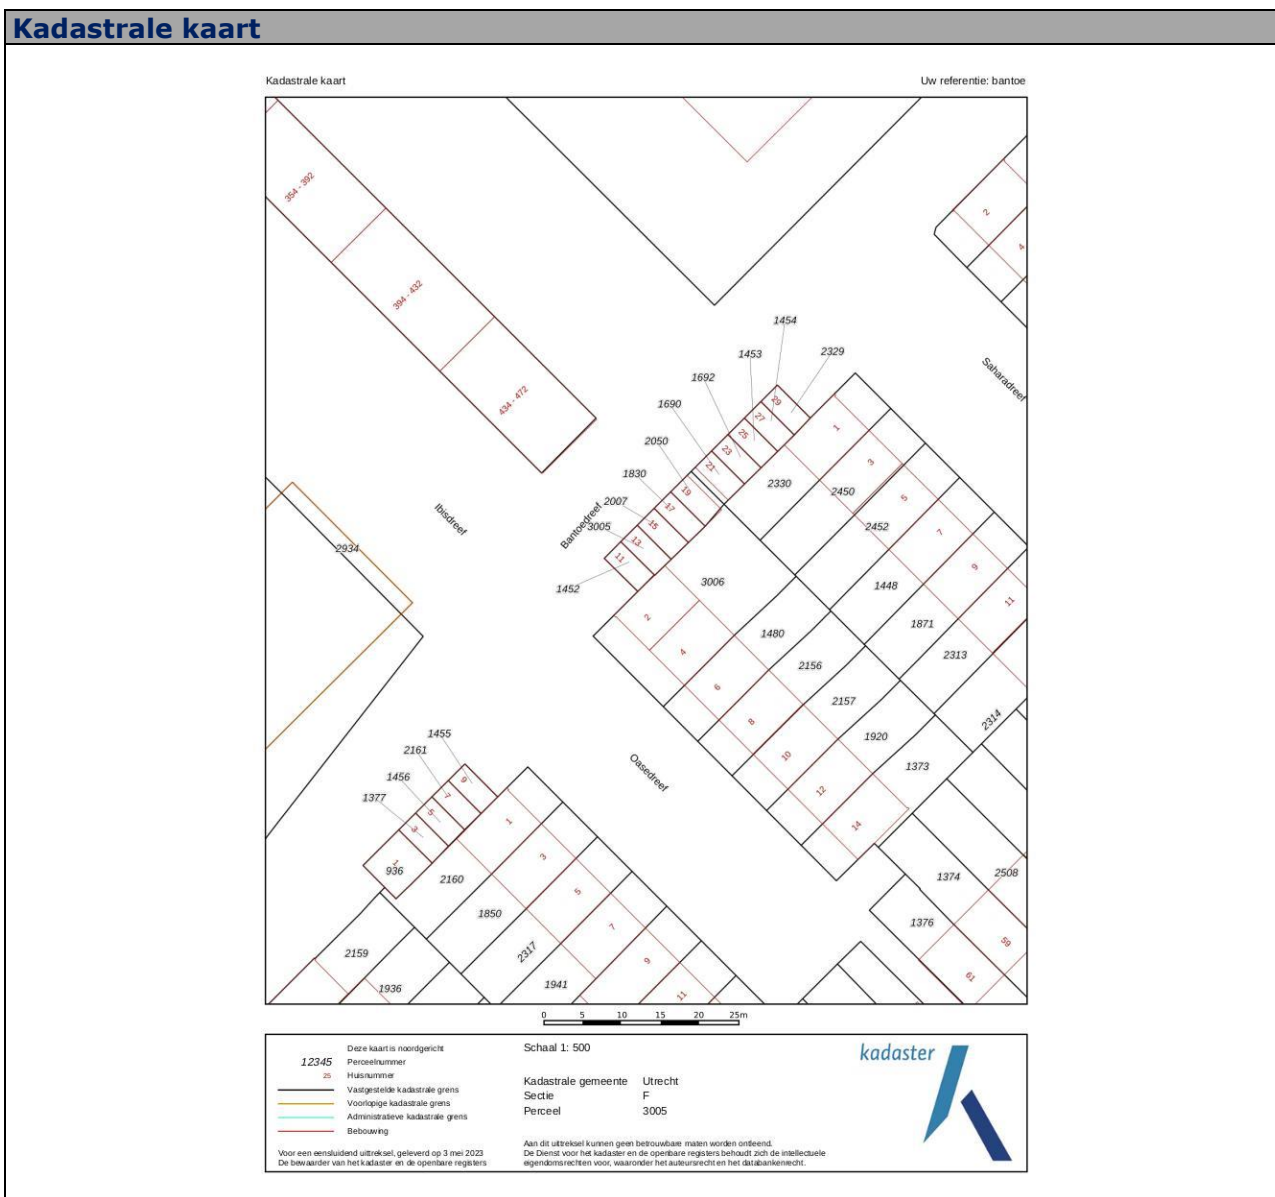 Kadastrale kaart
Kadastrale kaart
Uw referentie: bantoe
354 - 392
394 - 432
434 - 472
2
4
Saharadreef
1454
1453
2329
1692
1690
2050
1830
2007
3005
1452
29
27
25
23
21
19
17
15
13
11
Bantoedreef
Ibisdreef
2934
1
3
5
7
9
11
2330
2450
2452
1448
1871
2313
2314
3006
1480
2156
2157
1920
1373
2
4
6
8
10
12
14
Oasedreef
1455
2161
1456
1377
9
7
5
3
1
936
2160
1850
2317
1941
2159
1936
1
3
5
7
9
11
1374
2508
1376
59
61
0 5 10 15 20 25m
Deze kaart is noordgericht
12345 Perceelnummer
25 Huisnummer
Vastgestelde kadastrale grens
Voorlopige kadastrale grens
Administratieve kadastrale grens
Bebouwing
Voor een eensluidend uittreksel, geleverd op 3 mei 2023
De bewaarder van het kadaster en de openbare registers
Schaal 1: 500
Kadastrale gemeente Utrecht
Sectie F
Perceel 3005
Aan dit uittreksel kunnen geen betrouwbare maten worden ontleend.
De Dienst voor het kadaster en de openbare registers behoudt zich de intellectuele
eigendomsrechten voor, waaronder het auteursrecht en het databankenrecht.
kadaster